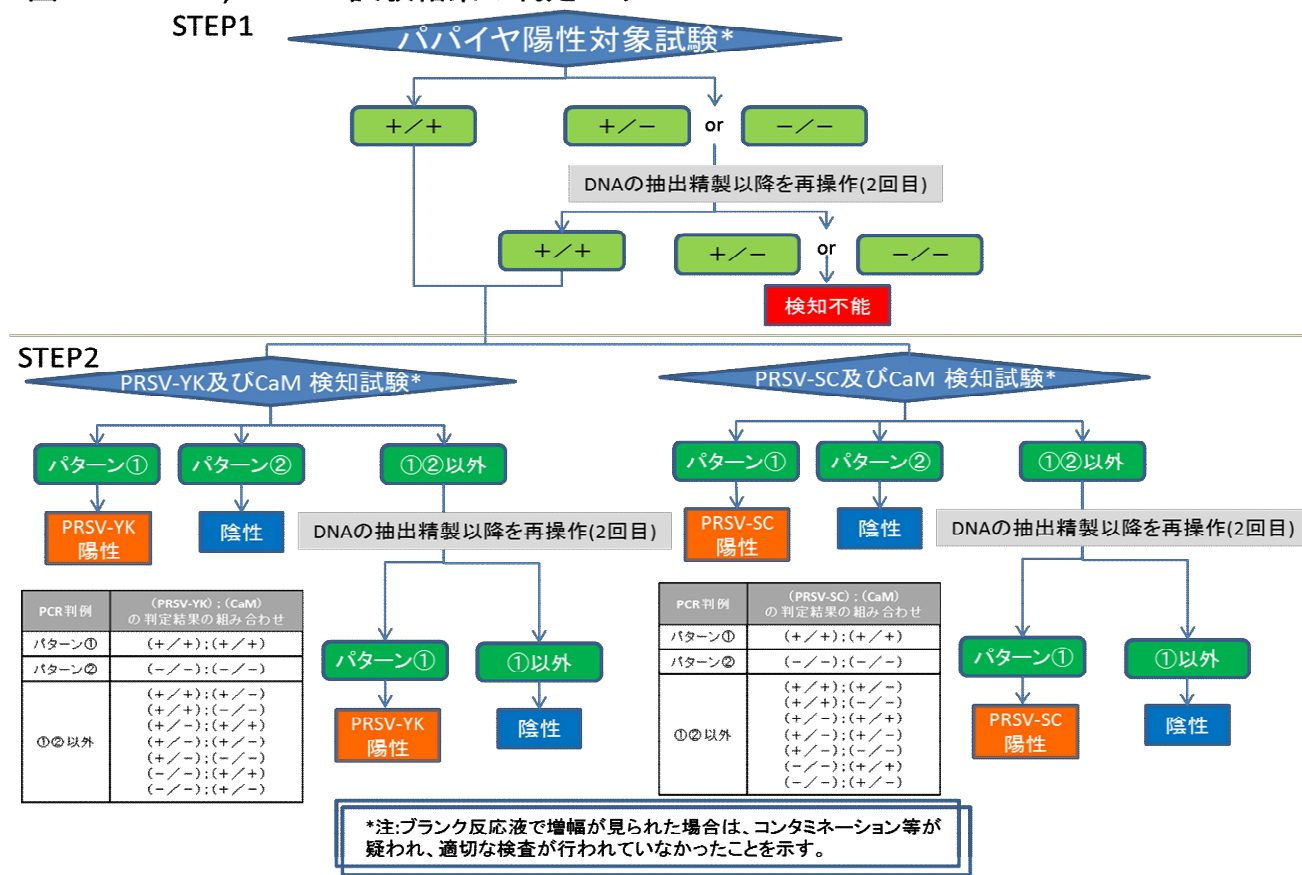 STEP1
パパイヤ陽性対象試験*
+/+
+/-
or
-/-
DNAの抽出精製以降を再操作(2回目)
+/+
+/-
or
-/-
検知不能
STEP2
PRSV-YK及びCaM 検知試験*
PRSV-SC及びCaM 検知試験*
パターン①
パターン②
①②以外
パターン①
パターン②
①②以外
PRSV-YK
陽性
陰性
DNAの抽出精製以降を再操作(2回目)
PRSV-SC
陽性
陰性
DNAの抽出精製以降を再操作(2回目)
PCR判例
(PRSV-YK);(CaM)
の判定結果の組み合わせ
パターン①
(+/+);(+/+)
パターン②
(-/-);(-/-)
①②以外
(+/+);(+/-)
(+/+);(-/-)
(+/-);(+/+)
(+/-);(+/-)
(+/-);(-/-)
(-/-);(+/+)
(-/-);(+/-)
パターン①
①以外
PRSV-YK
陽性
陰性
PCR判例
(PRSV-SC);(CaM)
の判定結果の組み合わせ
パターン①
(+/+);(+/+)
パターン②
(-/-);(-/-)
①②以外
(+/+);(+/-)
(+/+);(-/-)
(+/-);(+/+)
(+/-);(+/-)
(+/-);(-/-)
(-/-);(+/+)
(-/-);(+/-)
パターン①
①以外
PRSV-SC
陽性
陰性
*注:ブランク反応液で増幅が見られた場合は、コンタミネーション等が
疑われ、適切な検査が行われていなかったことを示す。